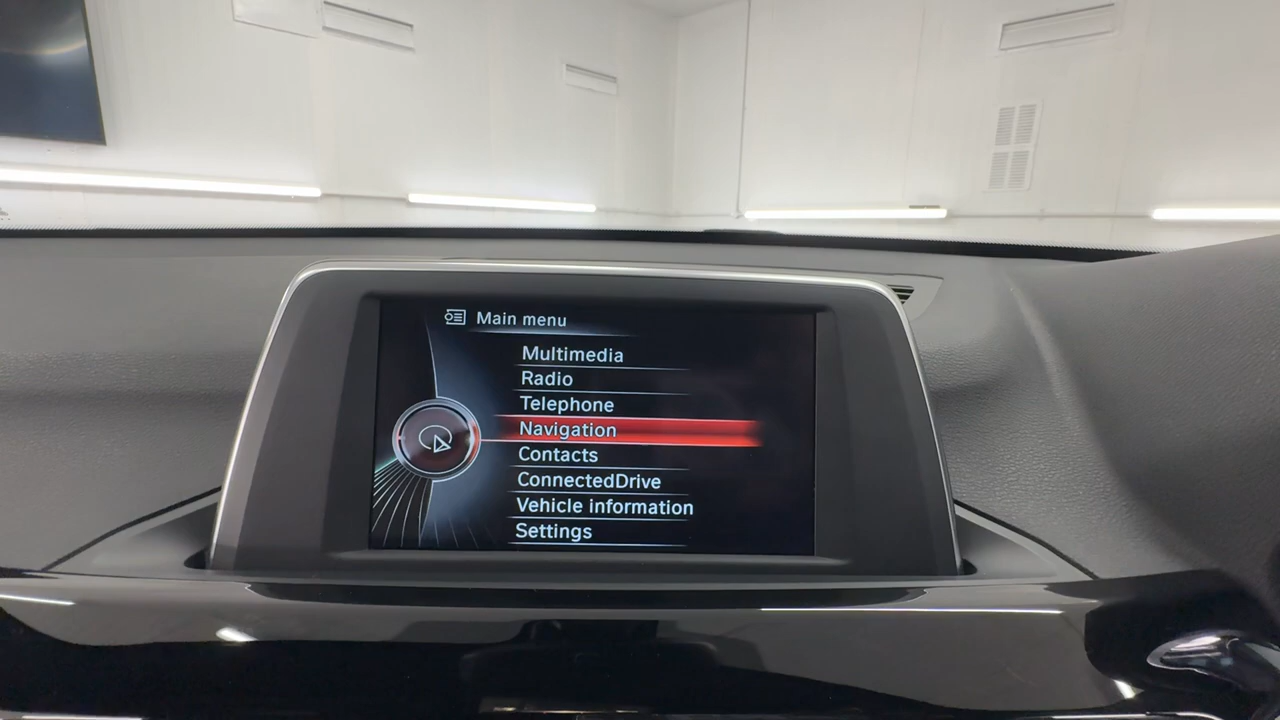 Main menu
Multimedia
Radio
Telephone
Navigation
Contacts
ConnectedDrive
Vehicle information
Settings